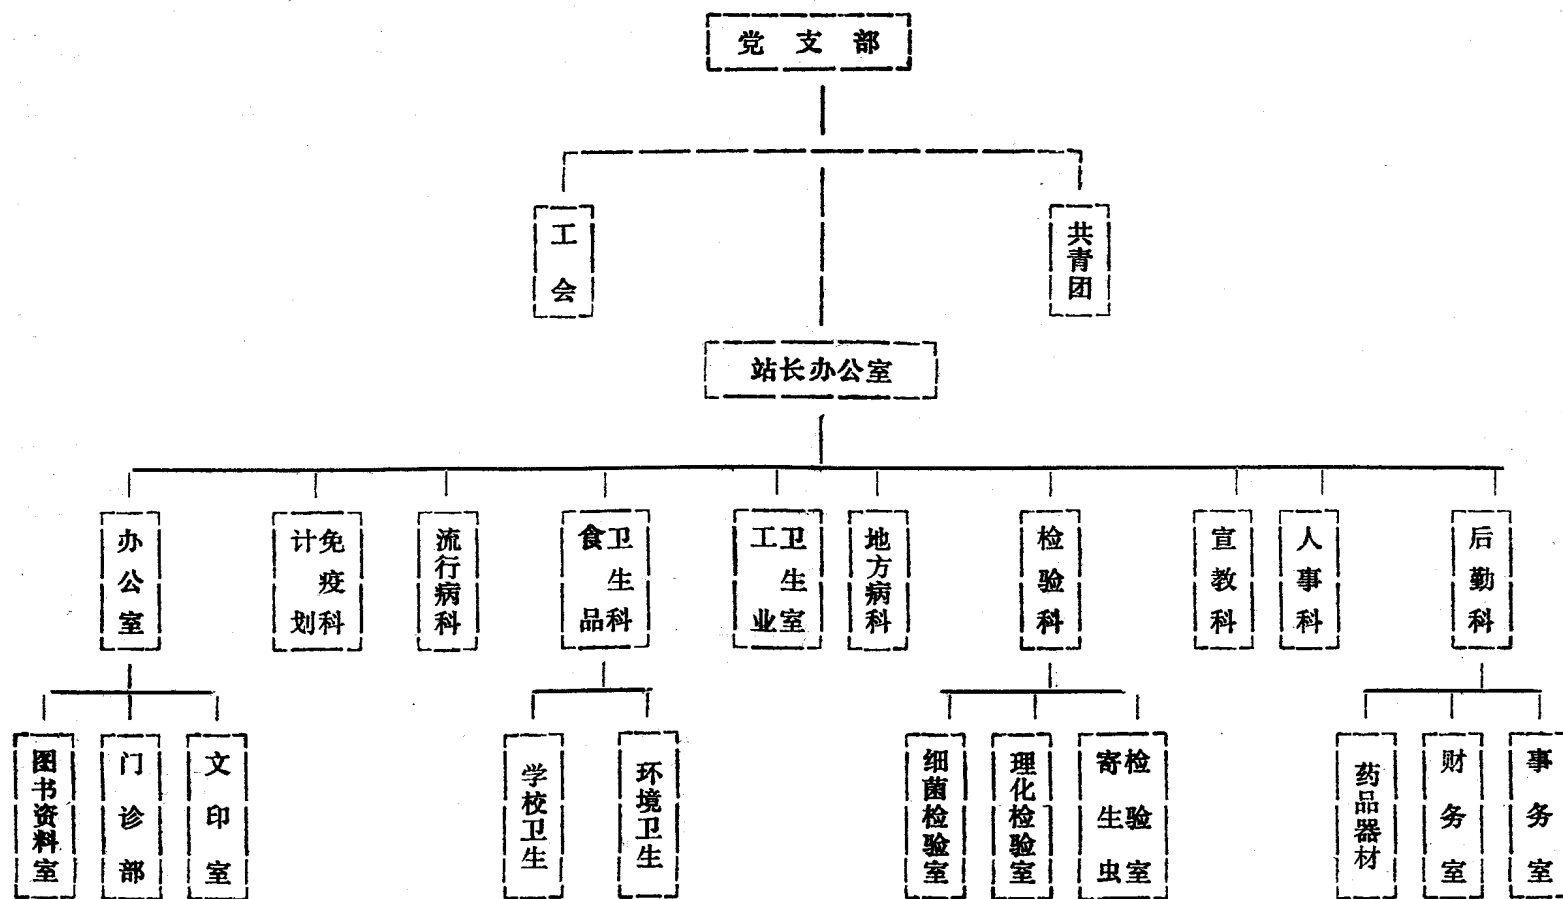 党支部
工会
共青团
站长办公室
办公室
计划免疫科
流行病科
食品卫生科
工业卫生室
地方病科
检验科
宣教科
人事科
后勤科
图书资料室
门诊部
文印室
学校卫生
环境卫生
细菌检验室
理化检验室
寄生虫检验室
药品器材
财务室
事务室